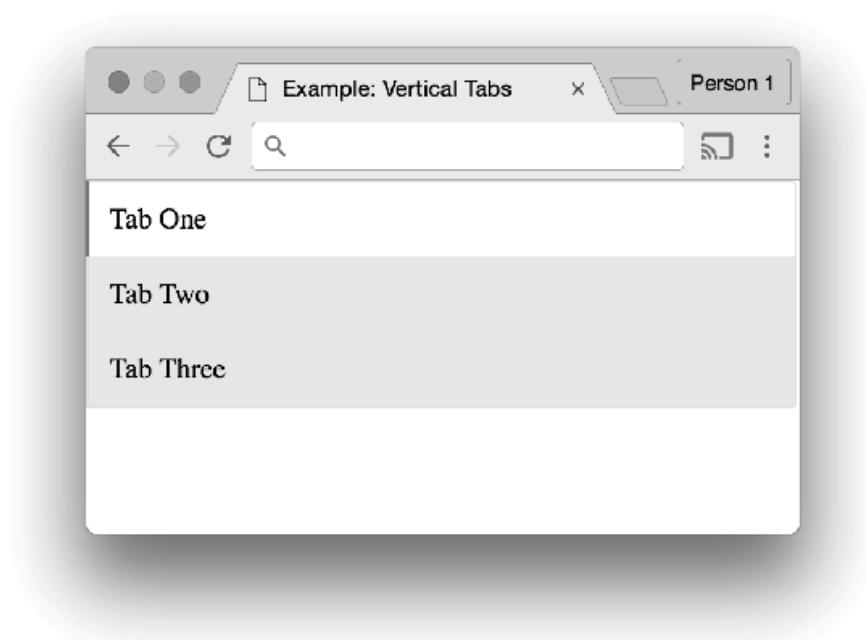 Example: Vertical Tabs
Person 1
Tab One
Tab Two
Tab Three